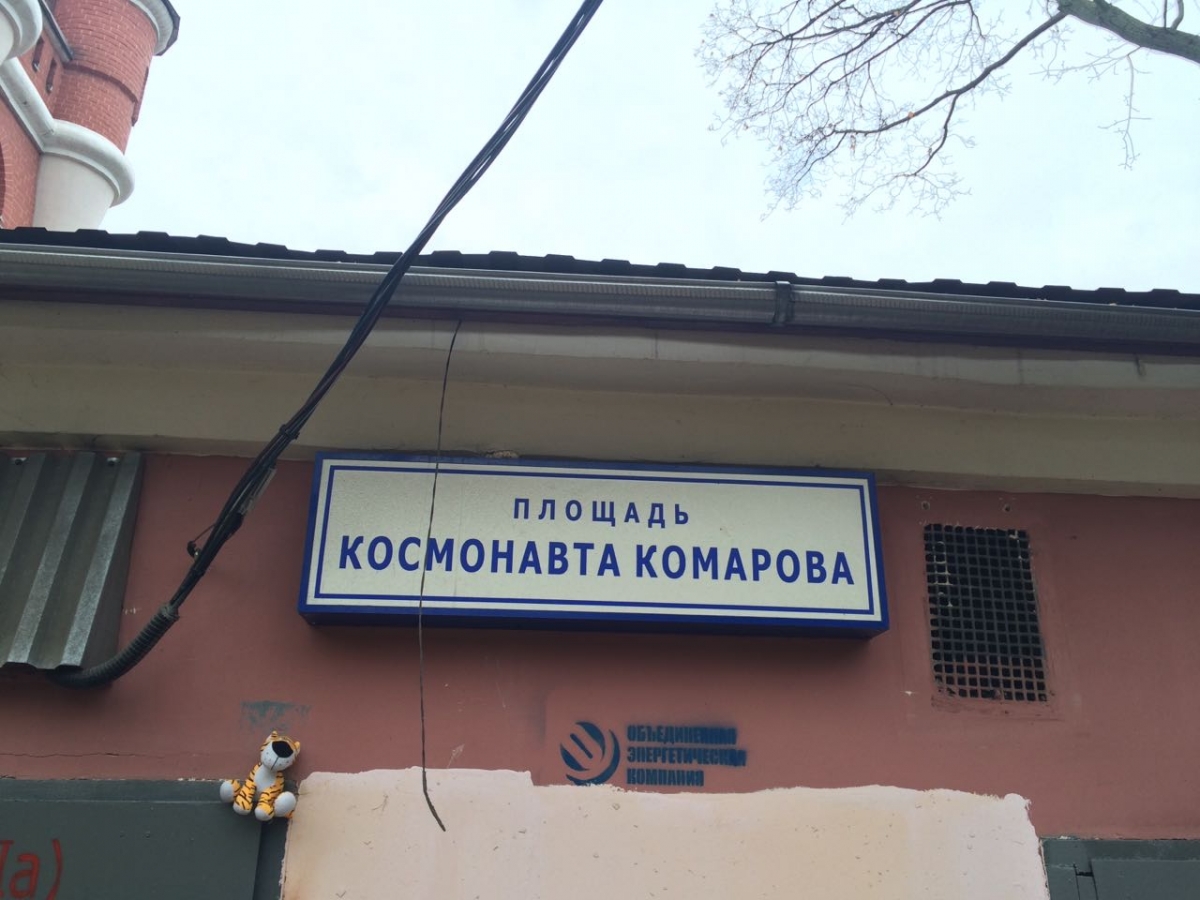 ПЛОЩАДЬ
КОСМОНАВТА КОМАРОВА
ОБЪЕДИНЕННАЯ
ЭНЕРГЕТИЧЕСКАЯ
КОМПАНИЯ
а)